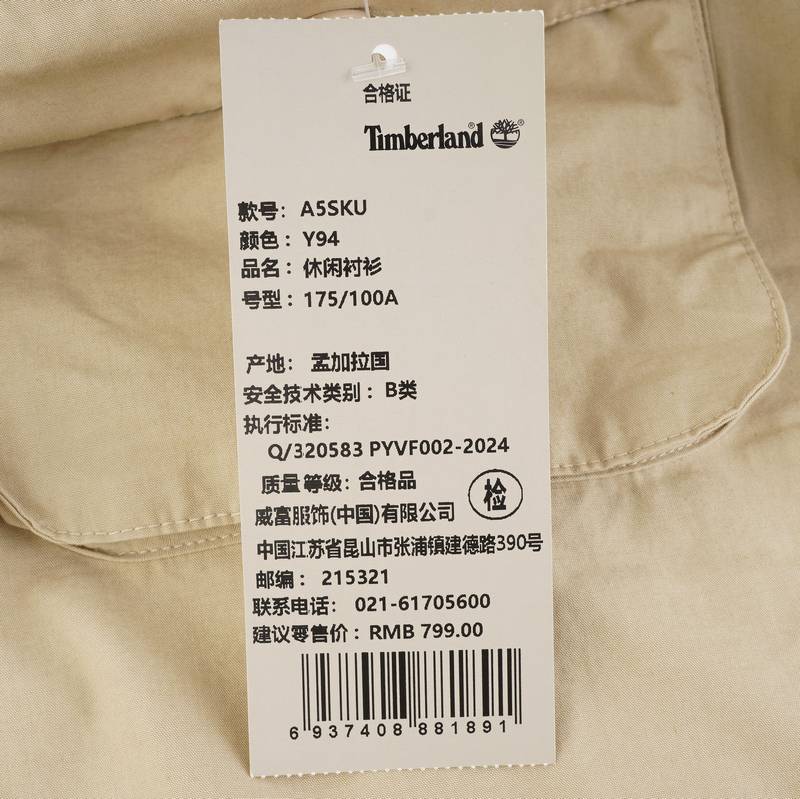 合格证
Timberland®
®
款号：A5SKU
颜色：Y94
品名：休闲衬衫
号型：175/100A
产地：孟加拉国
安全技术类别：B类
执行标准：
Q/320583 PYVF002-2024
质量等级：合格品
检
威富服饰(中国)有限公司
中国江苏省昆山市张浦镇建德路390号
邮编：215321
联系电话：021-61705600
建议零售价：RMB 799.00
6 937408 881891